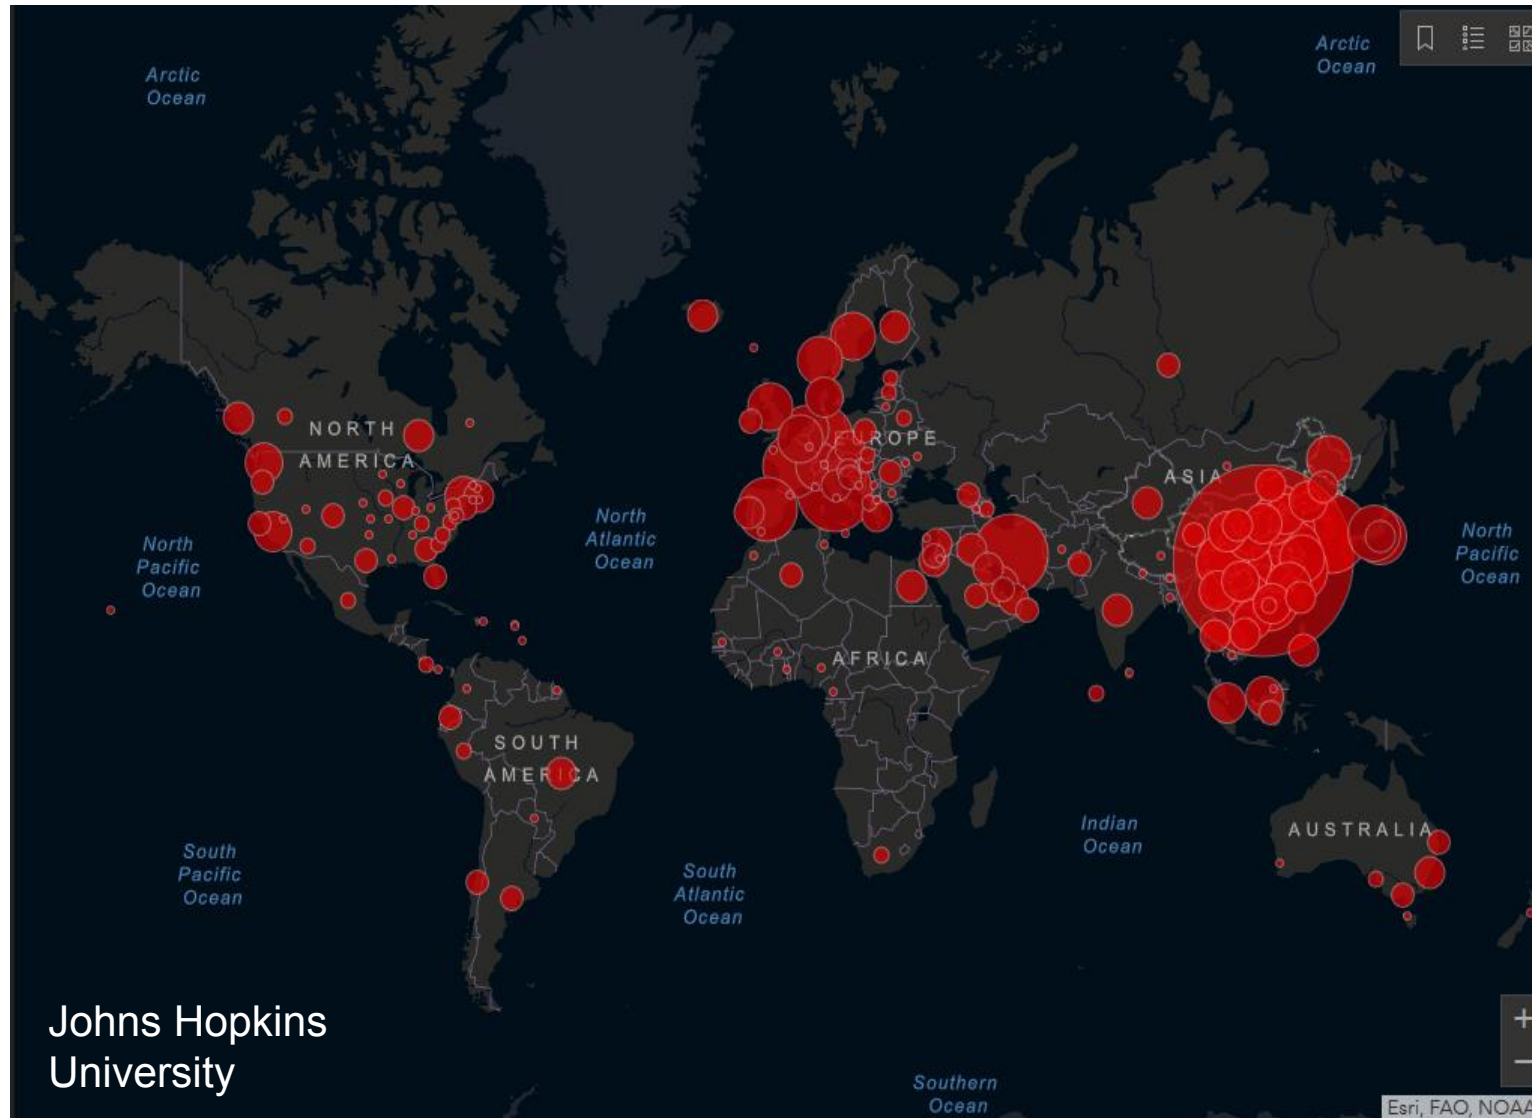 Arctic
Ocean
Arctic
Ocean
NORTH
AMERICA
EUROPE
ASIA
North
Pacific
Ocean
North
Atlantic
Ocean
North
Pacific
Ocean
AFRICA
SOUTH
AMERICA
Indian
Ocean
AUSTRALIA
South
Pacific
Ocean
South
Atlantic
Ocean
Johns Hopkins
University
Southern
Ocean
+
−
Esri, FAO, NOAA